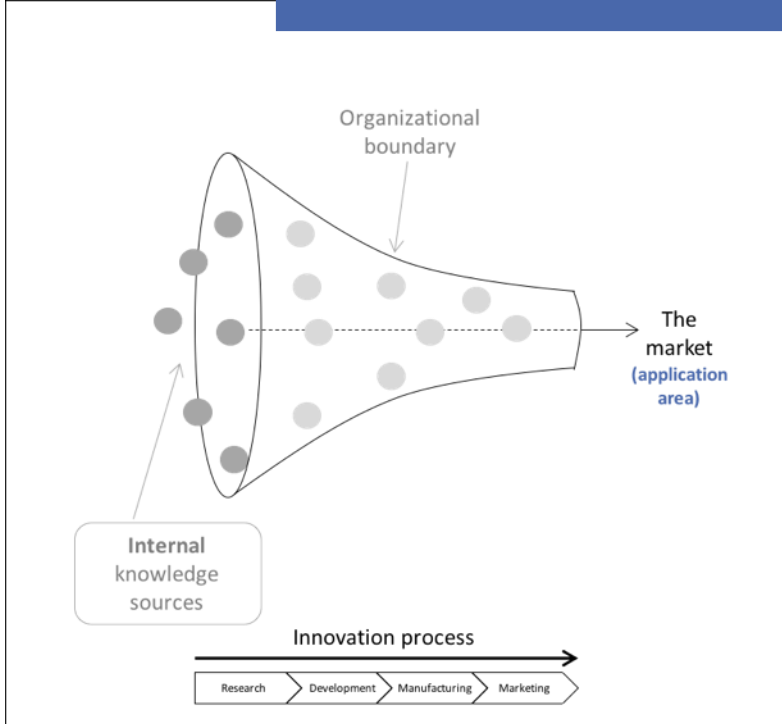 Organizational
boundary
The
market
(application
area)
Internal
knowledge
sources
Innovation process
Research
Development
Manufacturing
Marketing